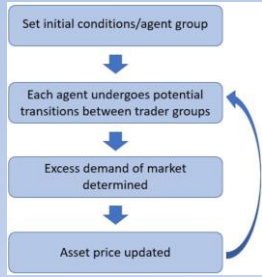 Set initial conditions/agent group
Each agent undergoes potential
transitions between trader groups
Excess demand of market
determined
Asset price updated